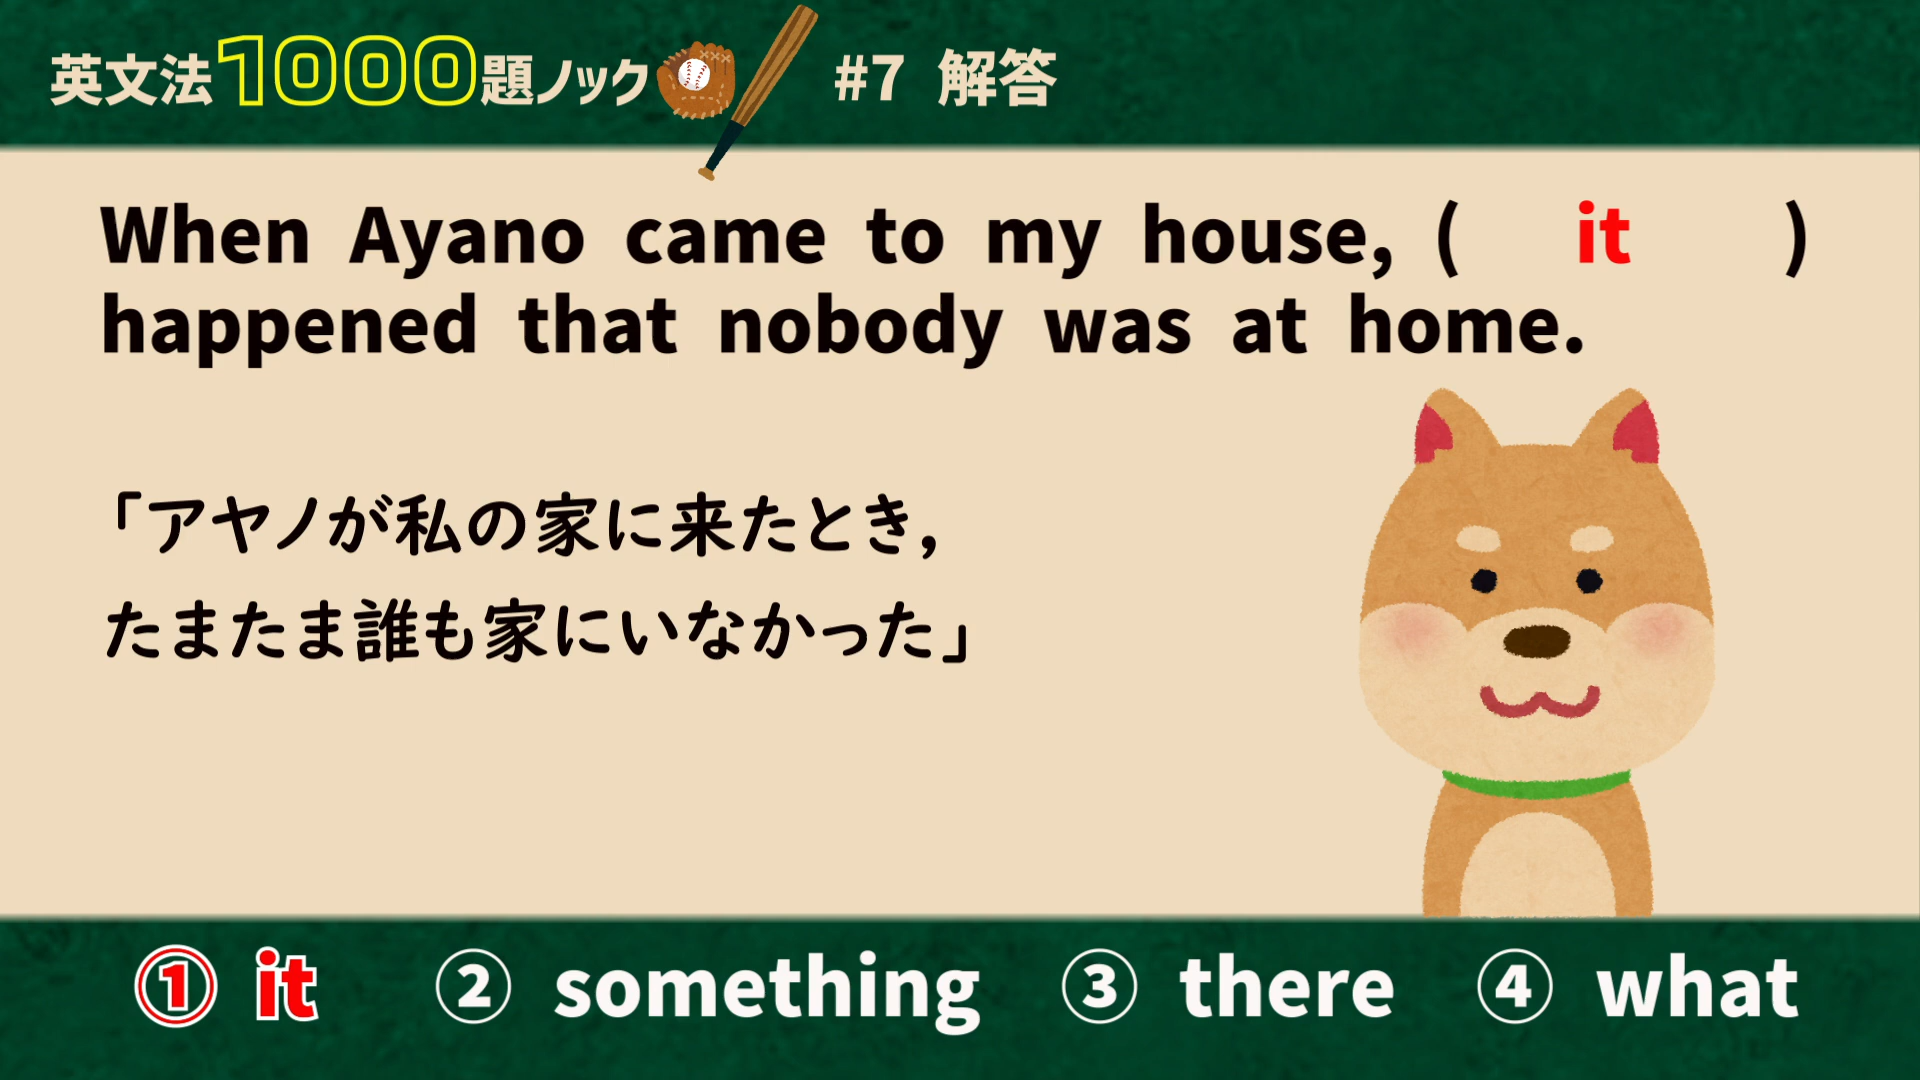 英文法1000題ノック #7 解答
When Ayano came to my house, ( it )
happened that nobody was at home.
「アヤノが私の家に来たとき，
たまたま誰も家にいなかった」
① it ② something ③ there ④ what